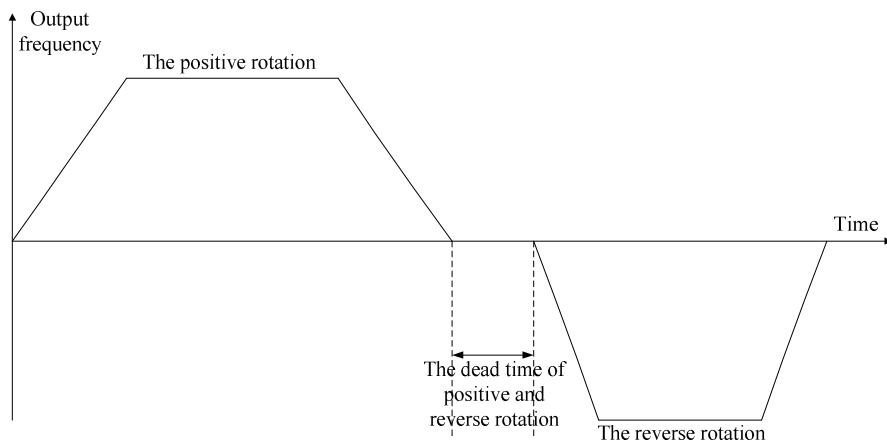 Output
frequency
The positive rotation
Time
The dead time of
positive and
reverse rotation
The reverse rotation